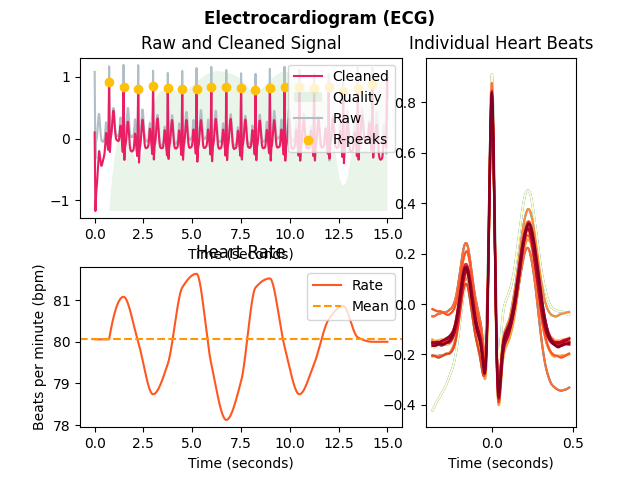 Electrocardiogram (ECG)
Raw and Cleaned Signal
1
0
−1
0.0 2.5 5.0 7.5 10.0 12.5 15.0
Time (seconds)
Cleaned
Quality
Raw
R-peaks
Heart Rate
Beats per minute (bpm)
81
80
79
78
0.0 2.5 5.0 7.5 10.0 12.5 15.0
Time (seconds)
Rate
Mean
Individual Heart Beats
0.8
0.6
0.4
0.2
0.0
−0.2
−0.4
0.0 0.5
Time (seconds)